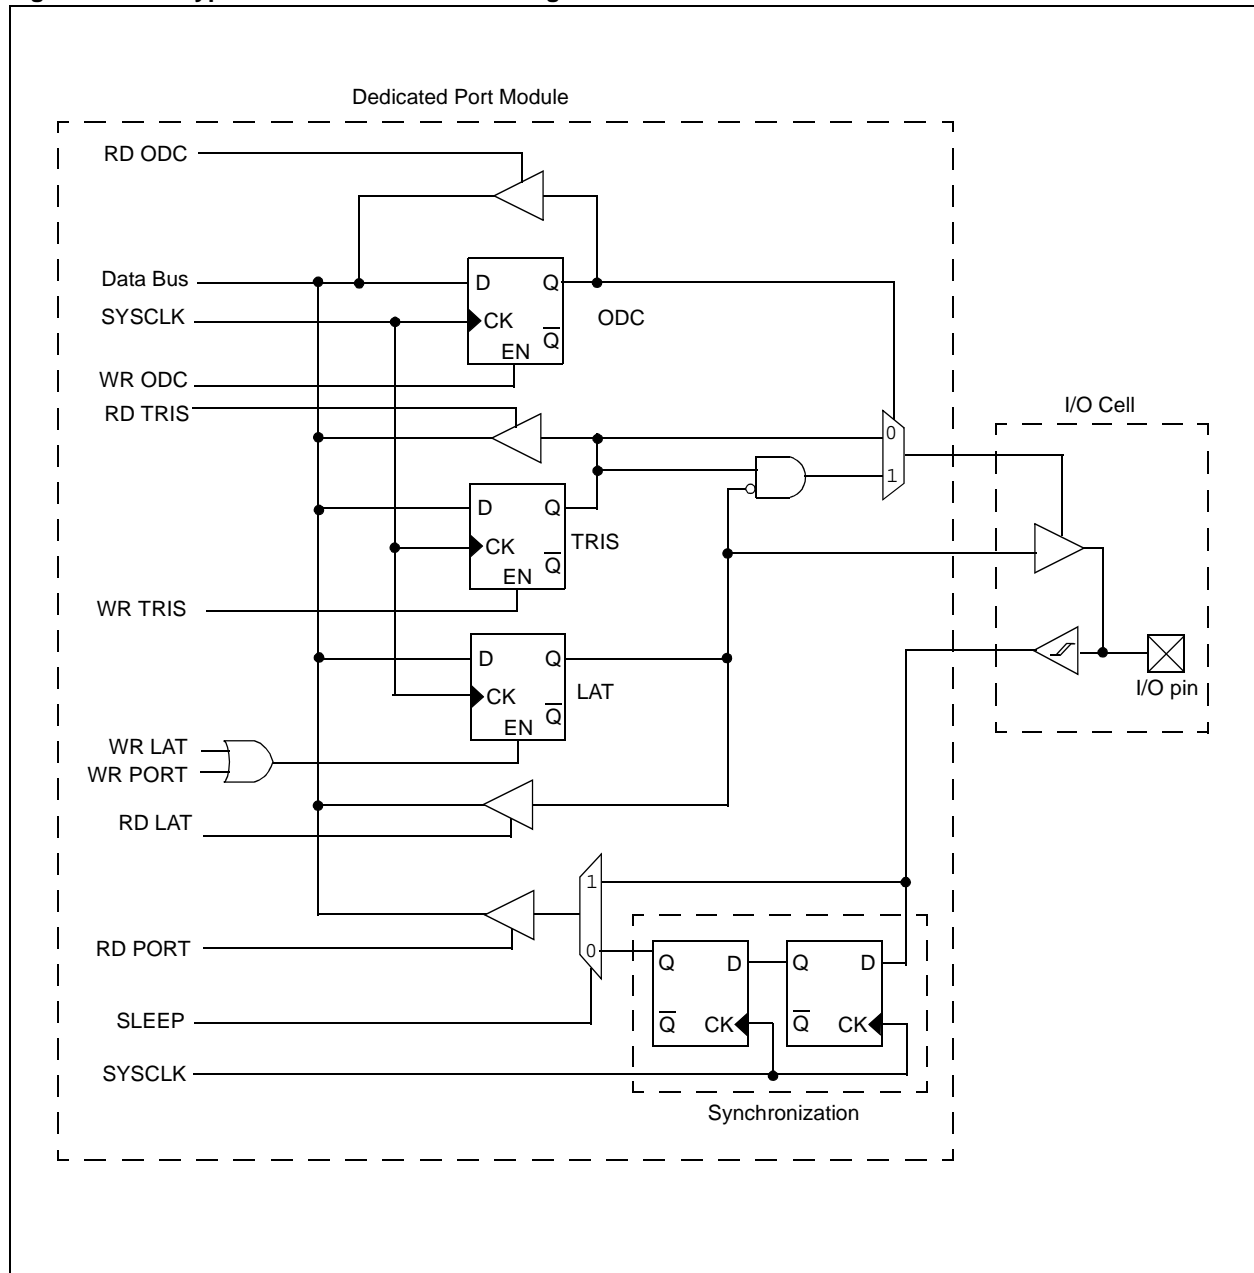 Dedicated Port Module
RD ODC
Data Bus
D
Q
SYSCLK
CK
Q
ODC
EN
WR ODC
RD TRIS
I/O Cell
0
1
D
Q
CK
Q
TRIS
EN
WR TRIS
D
Q
CK
Q
LAT
EN
I/O pin
WR LAT
WR PORT
RD LAT
1
0
RD PORT
Q
D
Q
D
SLEEP
Q
CK
Q
CK
SYSCLK
Synchronization